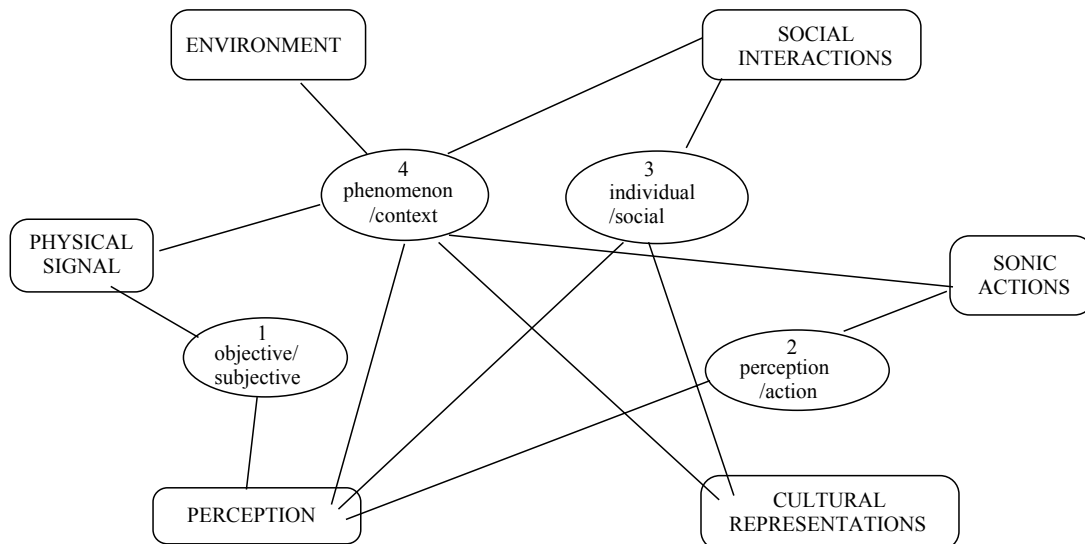 ENVIRONMENT
SOCIAL
INTERACTIONS
4
phenomenon
/context
3
individual
/social
PHYSICAL
SIGNAL
SONIC
ACTIONS
1
objective/
subjective
2
perception
/action
PERCEPTION
CULTURAL
REPRESENTATIONS